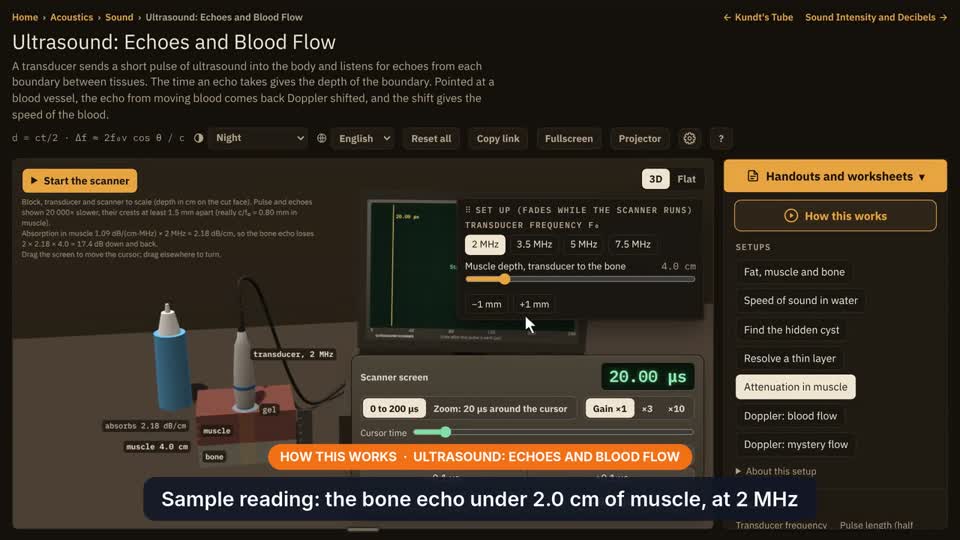 Home › Acoustics › Sound › Ultrasound: Echoes and Blood Flow
← Kundt's Tube Sound Intensity and Decibels →
Ultrasound: Echoes and Blood Flow
A transducer sends a short pulse of ultrasound into the body and listens for echoes from each
boundary between tissues. The time an echo takes gives the depth of the boundary. Pointed at a
blood vessel, the echo from moving blood comes back Doppler shifted, and the shift gives the
speed of the blood.
d = ct/2 · Δf ≈ 2f₀v cos θ / c Night English Reset all Copy link Fullscreen Projector ?
Start the scanner
3D Flat
Block, transducer and scanner to scale (depth in cm on the cut face). Pulse and echoes
shown 20 000× slower, their crests at least 1.5 mm apart (really c/f₀ = 0.80 mm in
muscle).
Absorption in muscle 1.09 dB/(cm·MHz) × 2 MHz = 2.18 dB/cm, so the bone echo loses
2 × 2.18 × 4.0 = 17.4 dB down and back.
Drag the screen to move the cursor; drag elsewhere to turn.
20.00 µs
SET UP (FADES WHILE THE SCANNER RUNS)
TRANSDUCER FREQUENCY F₀
2 MHz 3.5 MHz 5 MHz 7.5 MHz
Muscle depth, transducer to the bone 4.0 cm
−1 mm +1 mm
transducer, 2 MHz
gel
absorbs 2.18 dB/cm
muscle
muscle 4.0 cm
bone
Scanner screen 20.00 µs
0 to 200 µs Zoom: 20 µs around the cursor Gain ×1 ×3 ×10
Cursor time
HOW THIS WORKS · ULTRASOUND: ECHOES AND BLOOD FLOW
Sample reading: the bone echo under 2.0 cm of muscle, at 2 MHz
Handouts and worksheets ▾
How this works
SETUPS
Fat, muscle and bone
Speed of sound in water
Find the hidden cyst
Resolve a thin layer
Attenuation in muscle
Doppler: blood flow
Doppler: mystery flow
▶ About this setup
Transducer frequency Pulse length (half